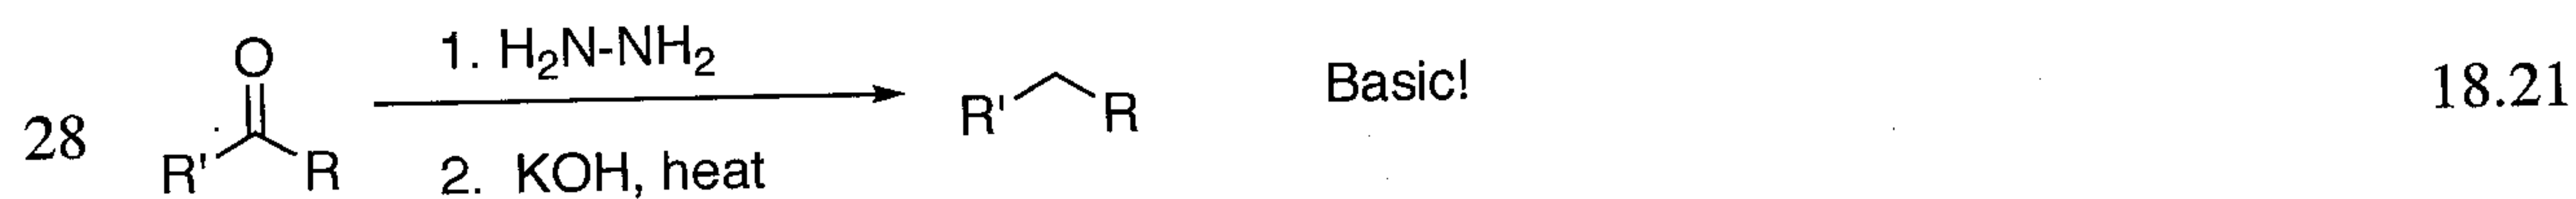 O
1. H₂N-NH₂
28 R' R
2. KOH, heat
R' R
Basic!
18.21